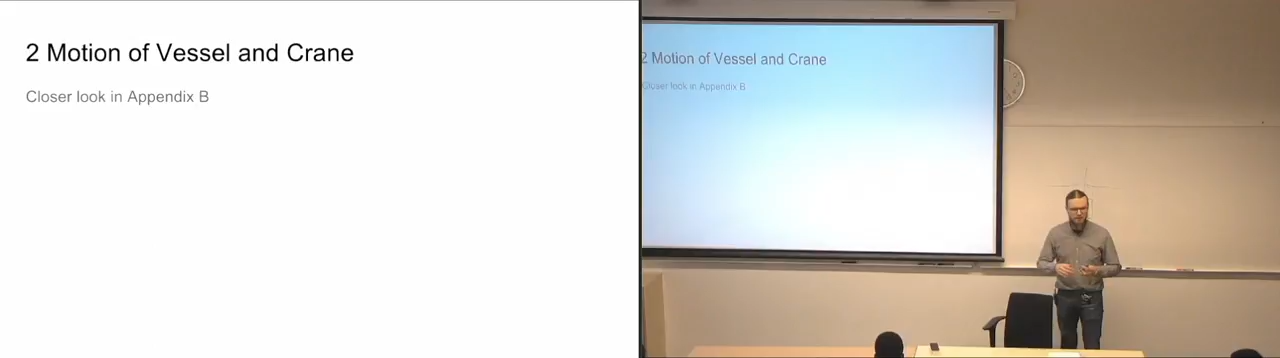 2 Motion of Vessel and Crane
Closer look in Appendix B
2 Motion of Vessel and Crane
Closer look in Appendix B